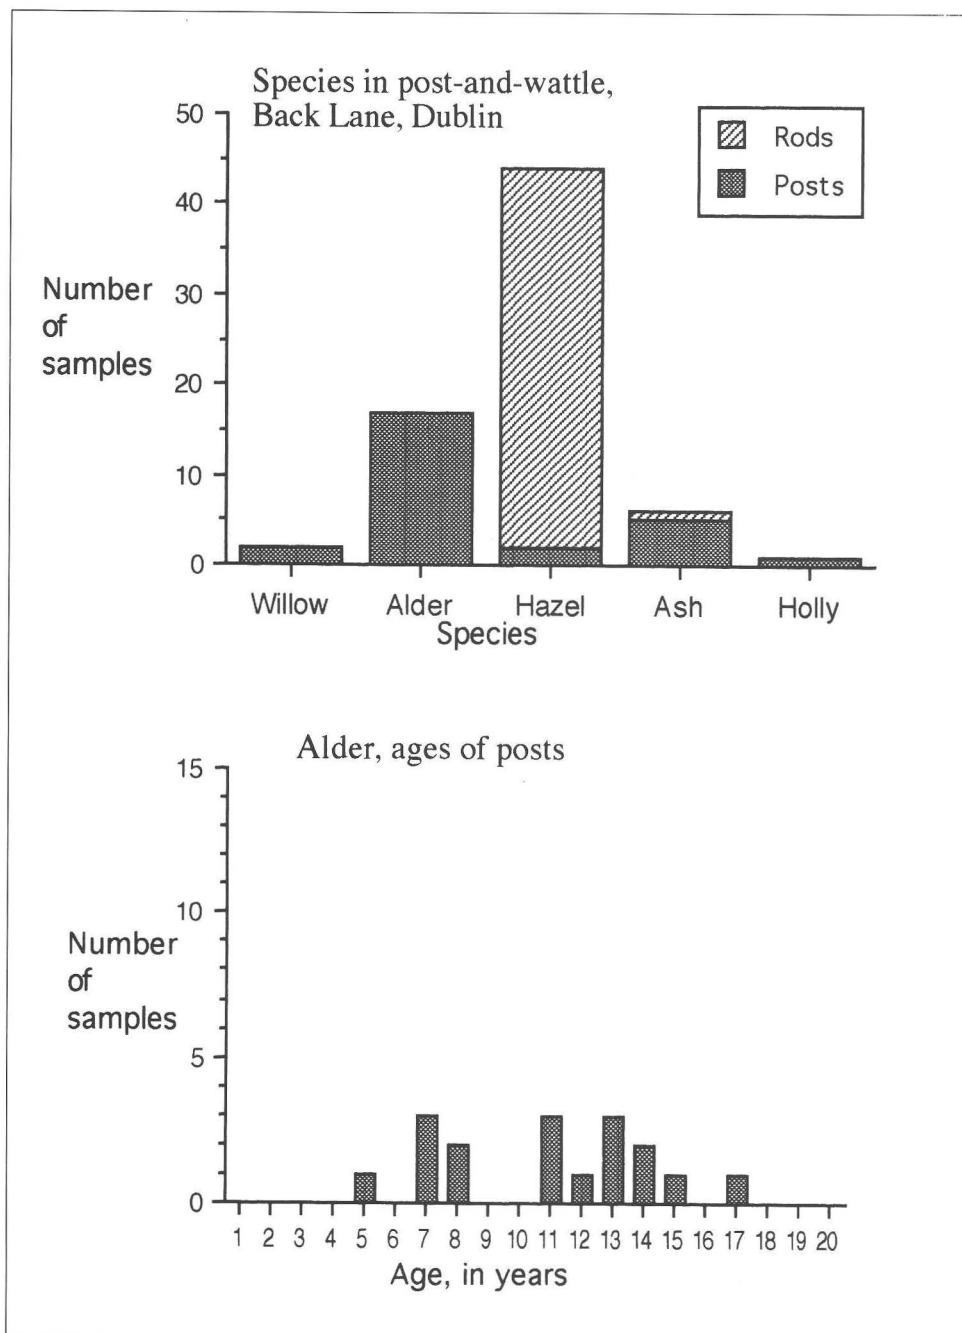 Species in post-and-wattle,
Back Lane, Dublin
Rods
Posts
Number
of
samples
50
40
30
20
10
0
Willow Alder Hazel Ash Holly
Species
Alder, ages of posts
Number
of
samples
15
10
5
0
1 2 3 4 5 6 7 8 9 10 11 12 13 14 15 16 17 18 19 20
Age, in years